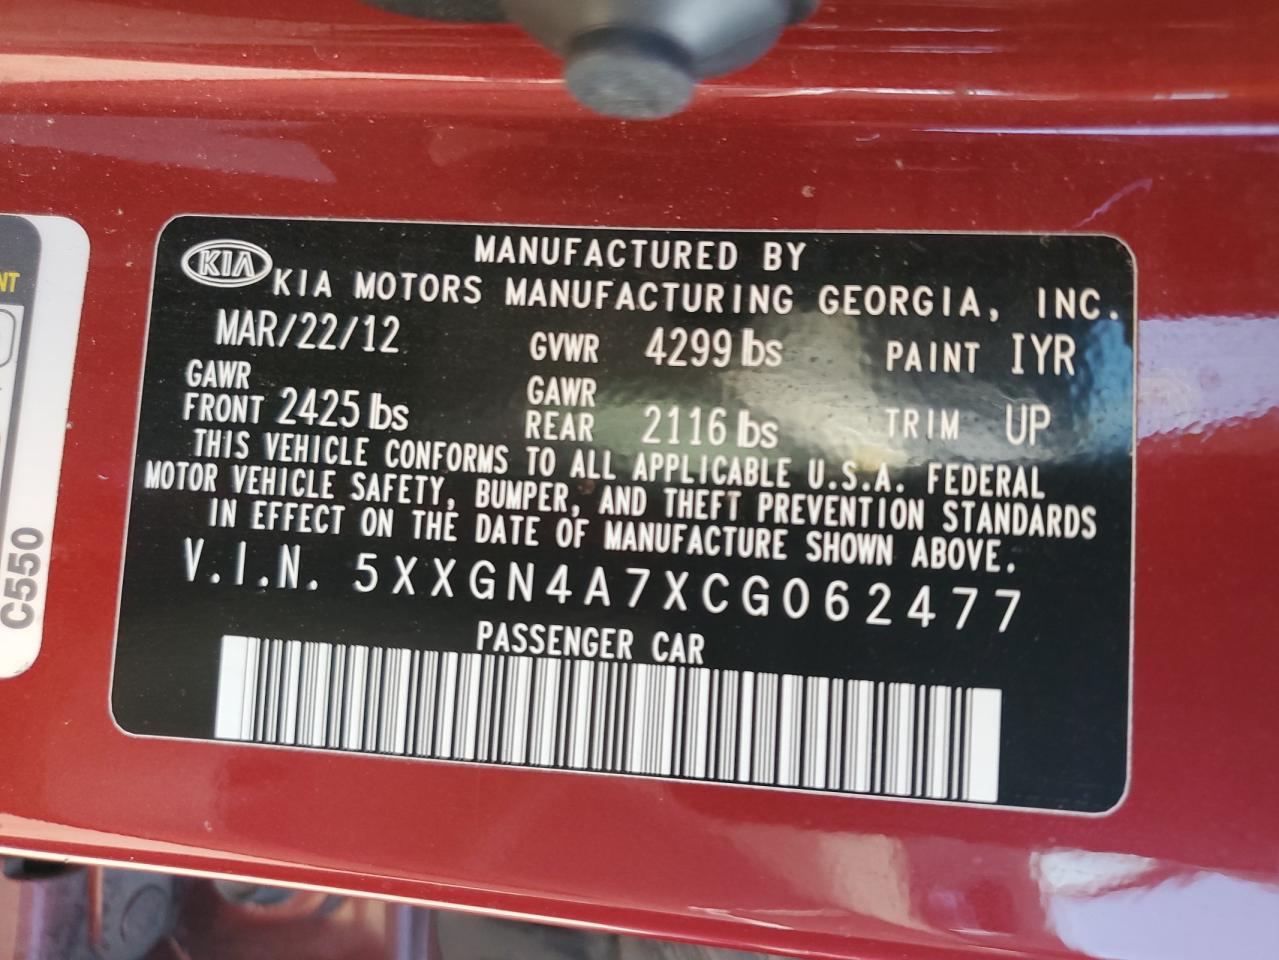 MANUFACTURED BY
KIA
KIA MOTORS MANUFACTURING GEORGIA, INC.
MAR/22/12 GVWR 4299 lbs PAINT IYR
GAWR FRONT 2425 lbs GAWR REAR 2116 lbs TRIM UP
THIS VEHICLE CONFORMS TO ALL APPLICABLE U.S.A. FEDERAL
MOTOR VEHICLE SAFETY, BUMPER, AND THEFT PREVENTION STANDARDS
IN EFFECT ON THE DATE OF MANUFACTURE SHOWN ABOVE.
V.I.N. 5XXGN4A7XCG062477
PASSENGER CAR
NT
C550